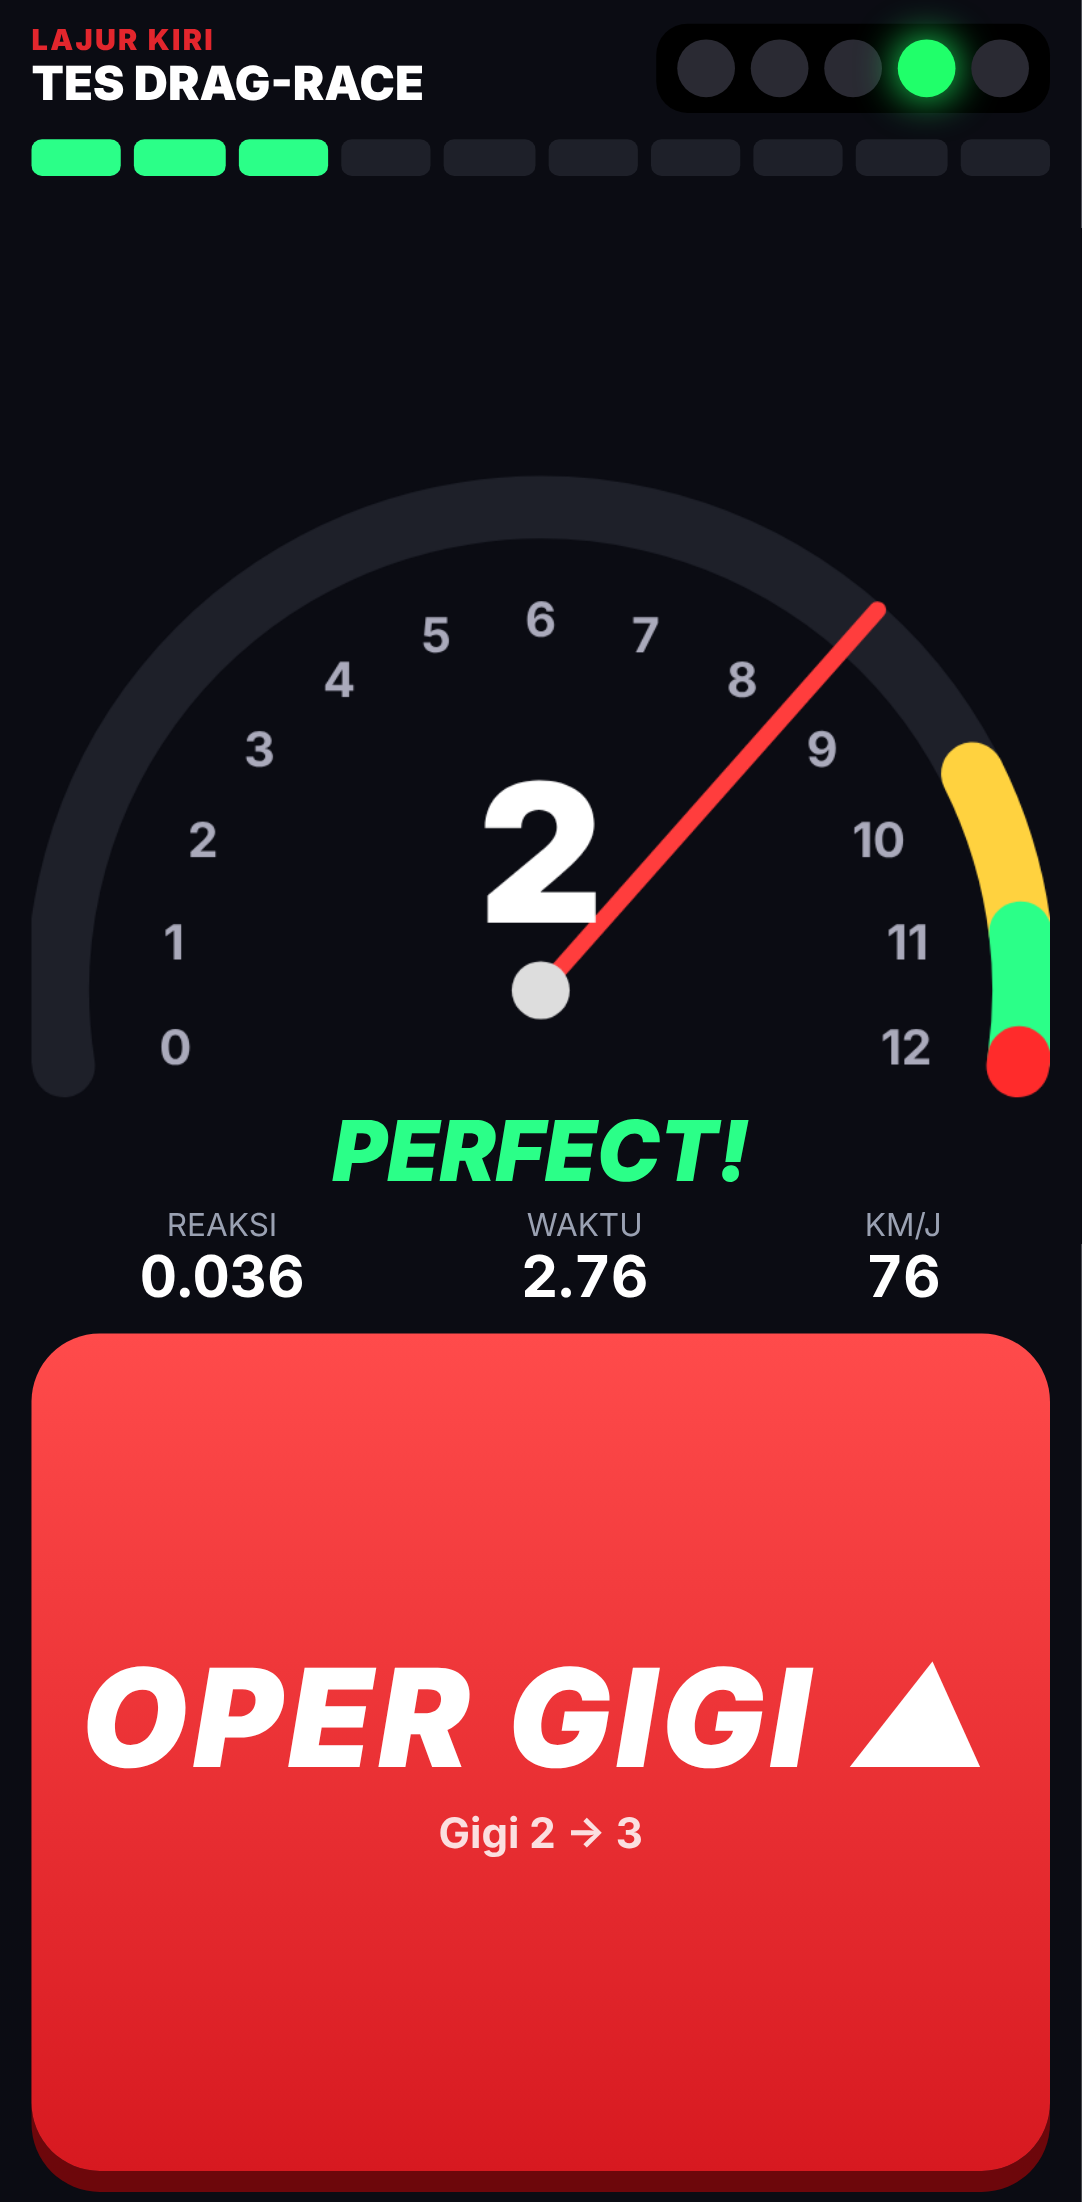 LAJUR KIRI
TES DRAG-RACE
0 1 2 3 4 5 6 7 8 9 10 11 12
2
PERFECT!
REAKSI WAKTU KM/J
0.036 2.76 76
OPER GIGI ▲
Gigi 2 → 3